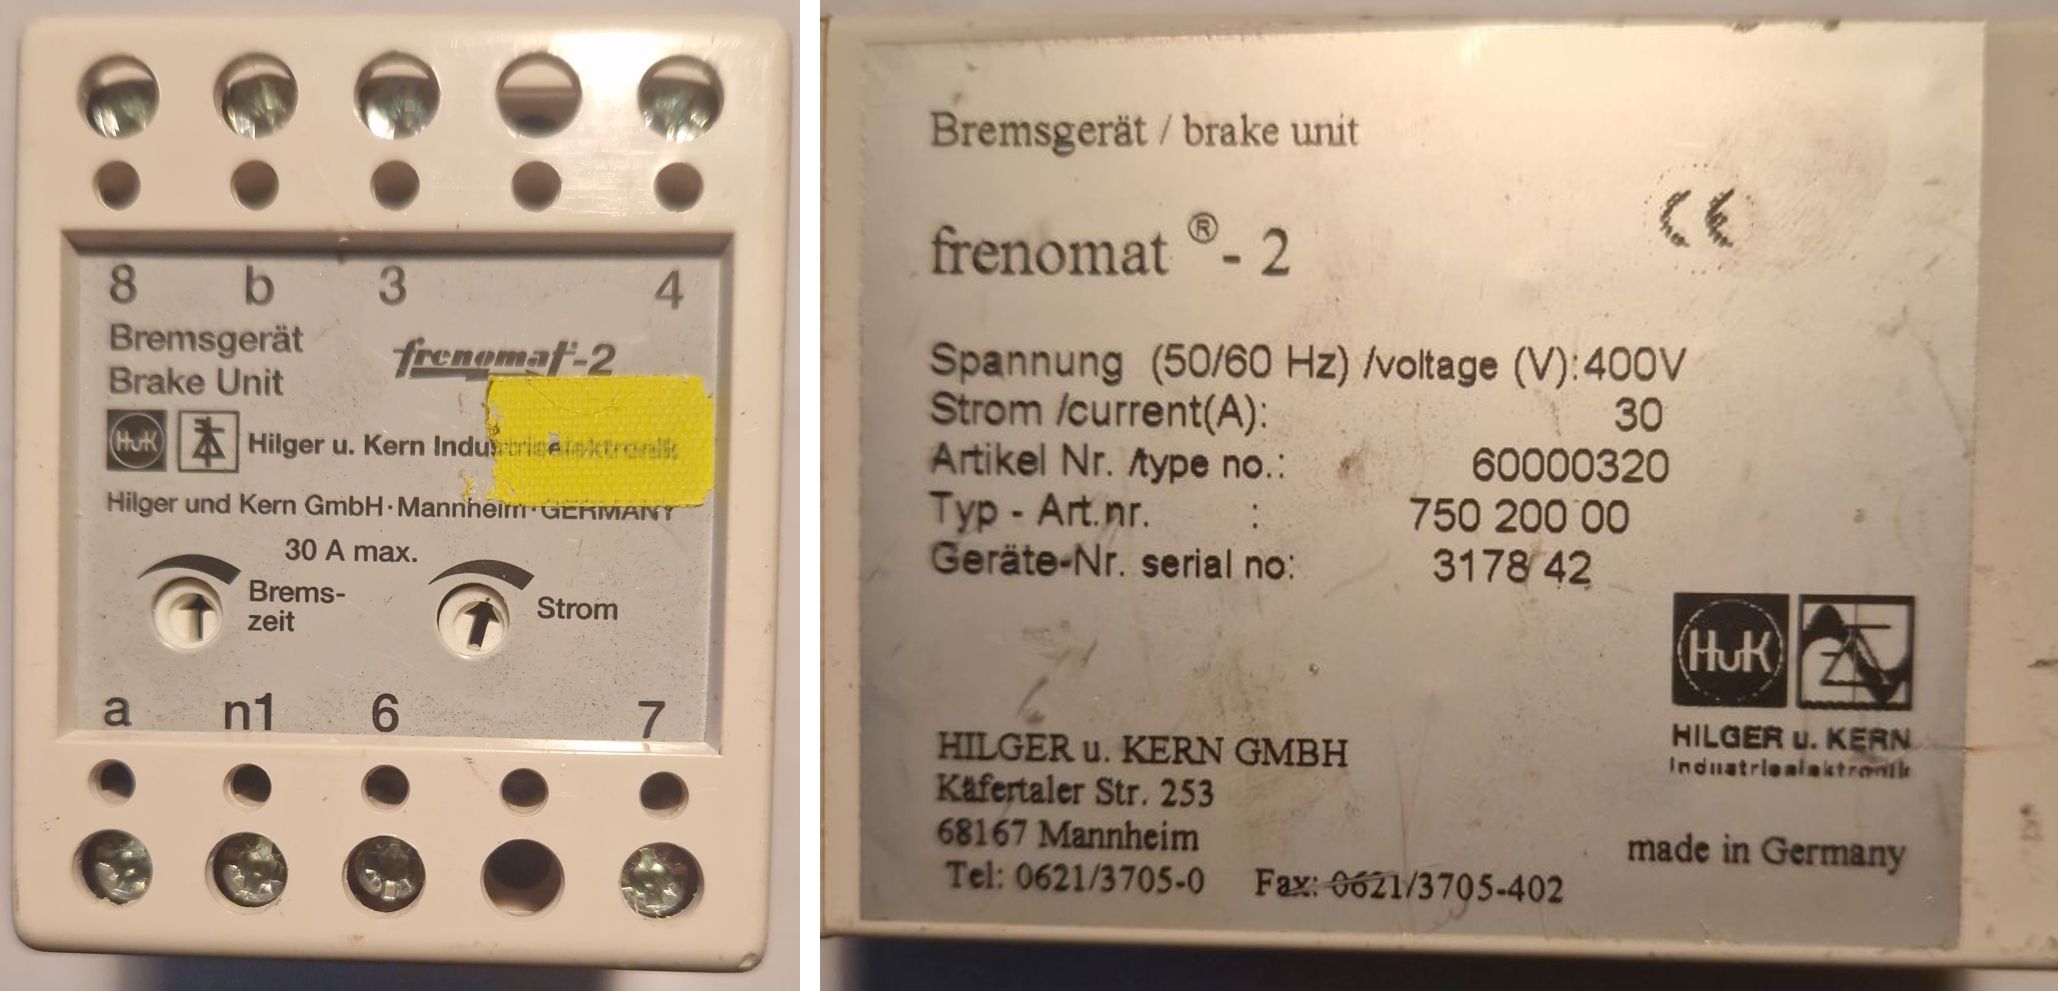 8 b 3 4
Bremsgerät
Brake Unit
frenomat®-2
HuK
Hilger u. Kern Industrieelektronik
Hilger und Kern GmbH·Mannheim·GERMANY
30 A max.
Brems-
zeit
Strom
a n1 6 7
Bremsgerät / brake unit
CE
frenomat ®- 2
Spannung (50/60 Hz) /voltage (V):400V
Strom /current(A): 30
Artikel Nr. /type no.: 60000320
Typ - Art.nr. : 750 200 00
Geräte-Nr. serial no: 3178 42
HuK
HILGER u. KERN
Industrieelektronik
HILGER u. KERN GMBH
Käfertaler Str. 253
68167 Mannheim
Tel: 0621/3705-0 Fax: 0621/3705-402
made in Germany